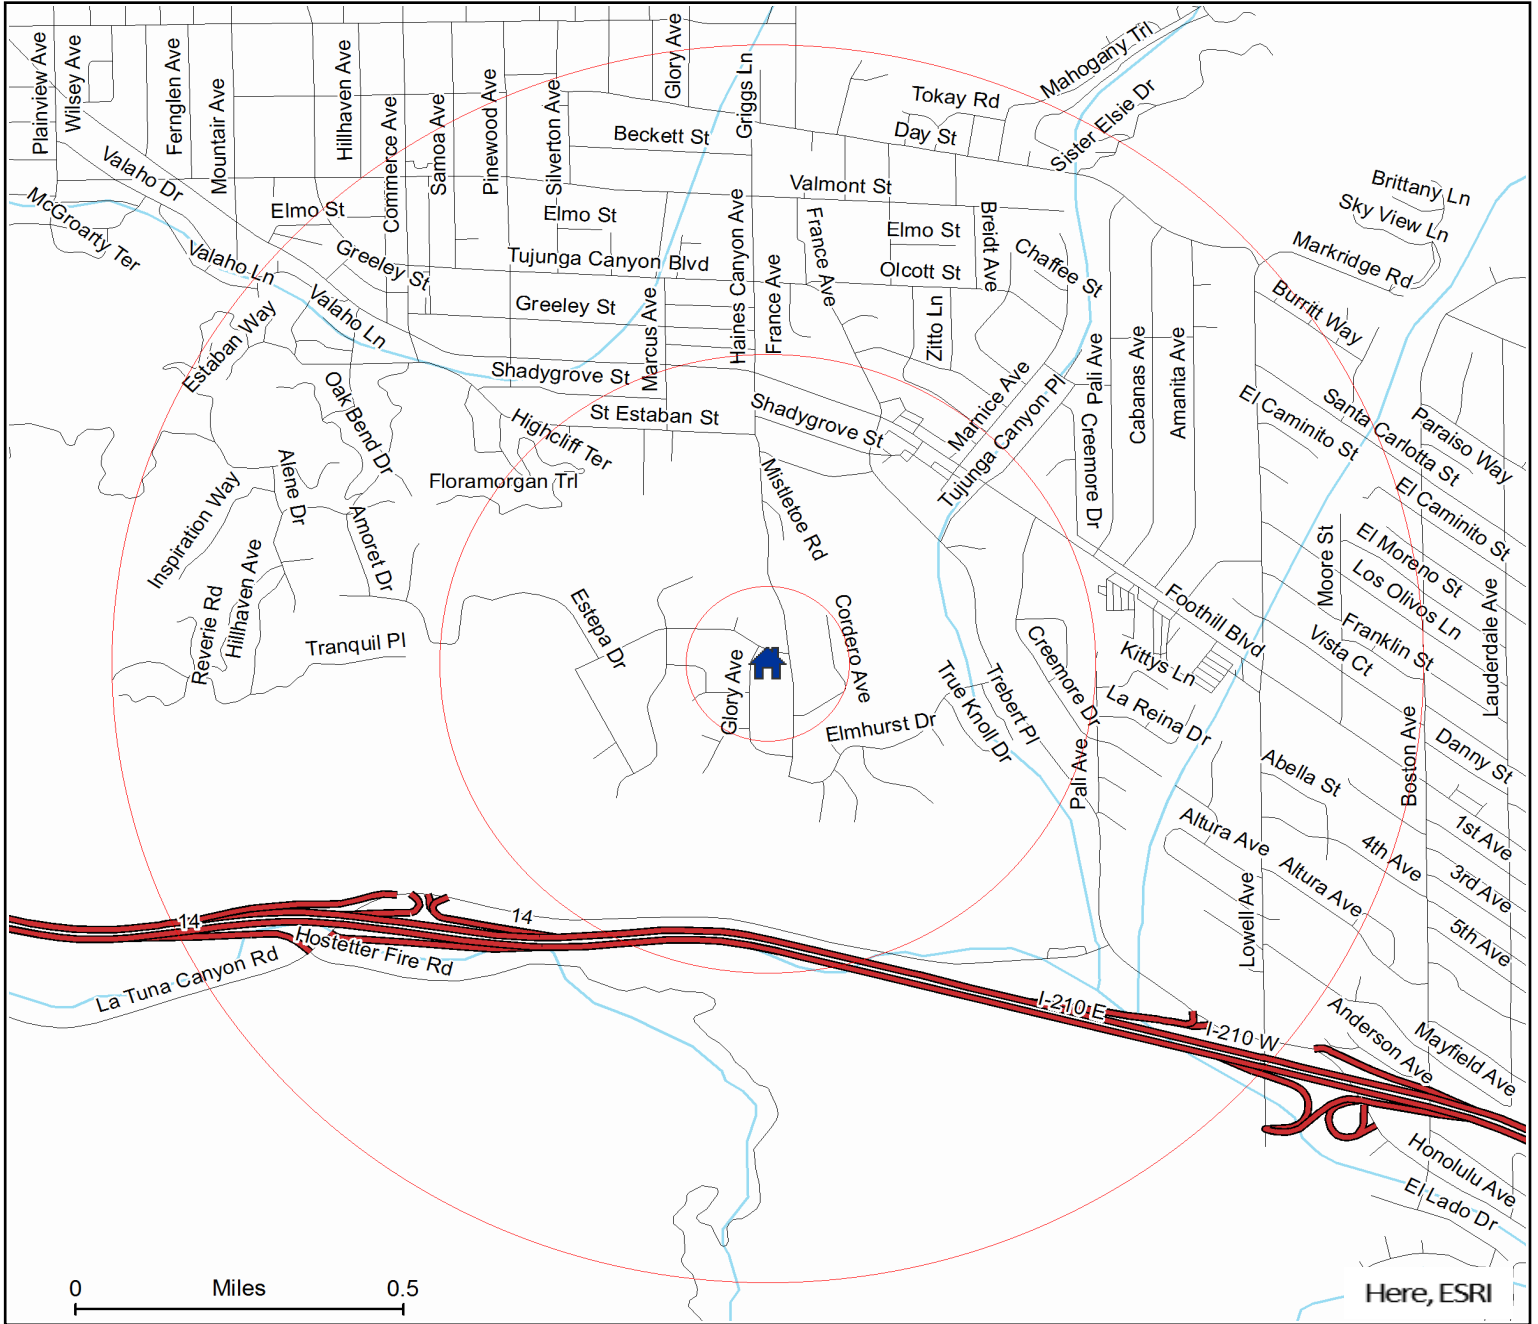 Plainview Ave
Wilsey Ave
Fernglen Ave
Mountair Ave
Hillhaven Ave
Commerce Ave
Samoa Ave
Pinewood Ave
Silverton Ave
Glory Ave
Griggs Ln
Mahogany Trl
Tokay Rd
Day St
Sister Elsie Dr
Beckett St
Valaho Dr
Valmont St
Brittany Ln
Sky View Ln
Markridge Rd
McGroarty Ter
Elmo St
Elmo St
Elmo St
Haines Canyon Ave
France Ave
Breidt Ave
Chaffee St
Valaho Ln
Greeley St
Tujunga Canyon Blvd
Olcott St
France Ave
Burritt Way
Valaho Ln
Greeley St
Marcus Ave
Zitto Ln
Estaban Way
Pali Ave
Cabanas Ave
Amanita Ave
Shadygrove St
Oak Bend Dr
St Estaban St
Shadygrove St
Marnice Ave
Tujunga Canyon Pl
El Caminito St
Santa Carlotta St
Paraiso Way
Highcliff Ter
Floramorgan Trl
Alene Dr
Inspiration Way
Mistletoe Rd
Creemore Dr
El Caminito St
Amoret Dr
Moore St
El Moreno St
Los Olivos Ln
Hillhaven Ave
Reverie Rd
Estepa Dr
Cordero Ave
Foothill Blvd
Franklin St
Vista Ct
Lauderdale Ave
Tranquil Pl
Glory Ave
Creemore Dr
Kittys Ln
True Knoll Dr
Trebert Pl
La Reina Dr
Elmhurst Dr
Pali Ave
Abella St
Boston Ave
Danny St
Altura Ave
Altura Ave
4th Ave
1st Ave
3rd Ave
5th Ave
Lowell Ave
14
14
Hostetter Fire Rd
La Tuna Canyon Rd
I-210 E
I-210 W
Anderson Ave
Mayfield Ave
Honolulu Ave
El Lado Dr
0 Miles 0.5
Here, ESRI